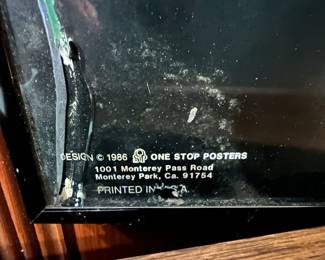 DESIGN © 1986 ONE STOP POSTERS
1001 Monterey Pass Road
Monterey Park, Ca. 91754
PRINTED IN U.S.A.